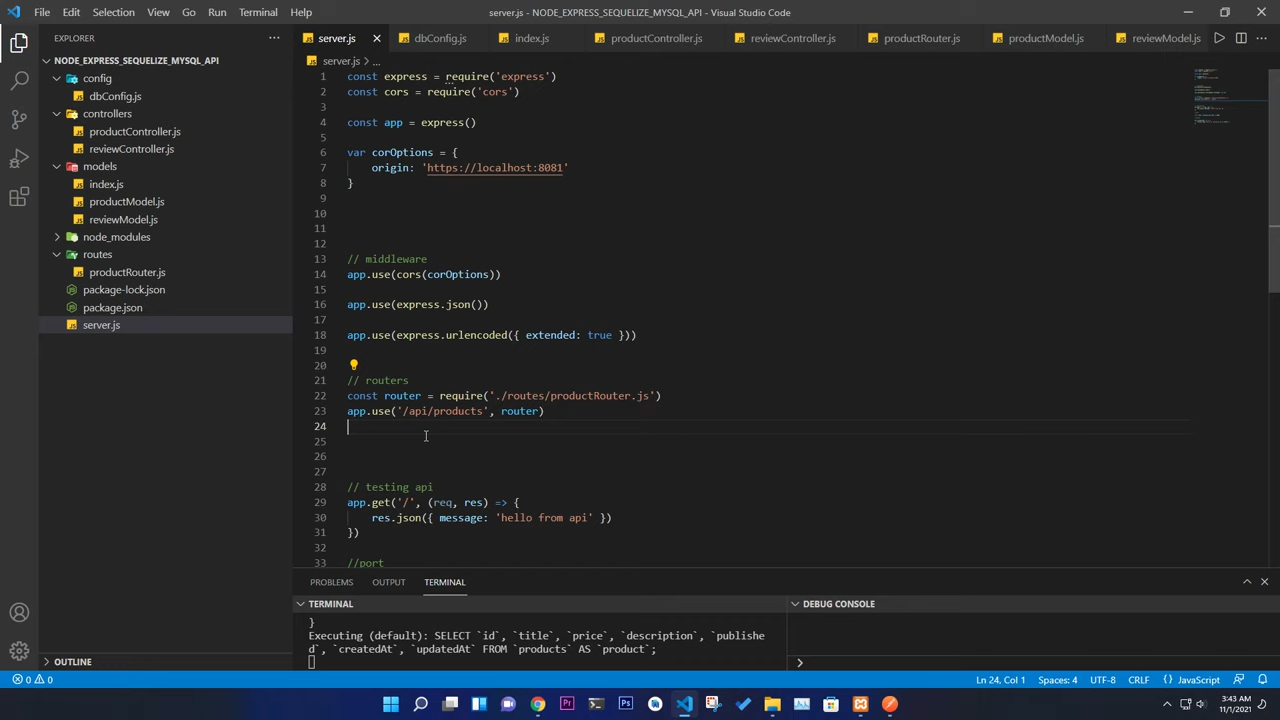 File Edit Selection View Go Run Terminal Help
server.js - NODE_EXPRESS_SEQUELIZE_MYSQL_API - Visual Studio Code
EXPLORER
NODE_EXPRESS_SEQUELIZE_MYSQL_API
config
dbConfig.js
controllers
productController.js
reviewController.js
models
index.js
productModel.js
reviewModel.js
node_modules
routes
productRouter.js
package-lock.json
package.json
server.js
OUTLINE
server.js dbConfig.js index.js productController.js reviewController.js productRouter.js productModel.js reviewModel.js
server.js > ...
1 const express = require('express')
2 const cors = require('cors')
3
4 const app = express()
5
6 var corOptions = {
7 origin: 'https://localhost:8081'
8 }
9
10
11
12
13 // middleware
14 app.use(cors(corOptions))
15
16 app.use(express.json())
17
18 app.use(express.urlencoded({ extended: true }))
19
20
21 // routers
22 const router = require('./routes/productRouter.js')
23 app.use('/api/products', router)
24
25
26
27
28 // testing api
29 app.get('/', (req, res) => {
30 res.json({ message: 'hello from api' })
31 })
32
33 //port
PROBLEMS OUTPUT TERMINAL
TERMINAL
}
Executing (default): SELECT `id`, `title`, `price`, `description`, `publishe
d`, `createdAt`, `updatedAt` FROM `products` AS `product`;
DEBUG CONSOLE
0 0
Ln 24, Col 1 Spaces: 4 UTF-8 CRLF {} JavaScript
3:43 AM
11/1/2021